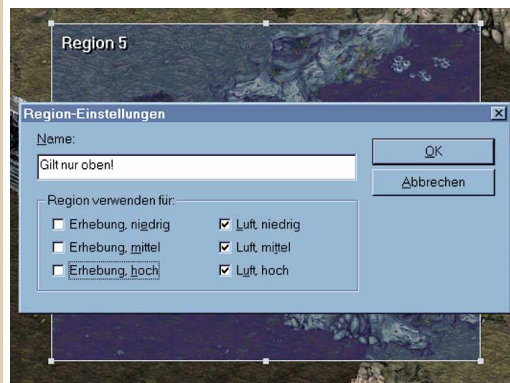 Region 5
Region-Einstellungen
Name:
Gilt nur oben!
OK
Abbrechen
Region verwenden für:
Erhebung, niedrig
Luft, niedrig
Erhebung, mittel
Luft, mittel
Erhebung, hoch
Luft, hoch